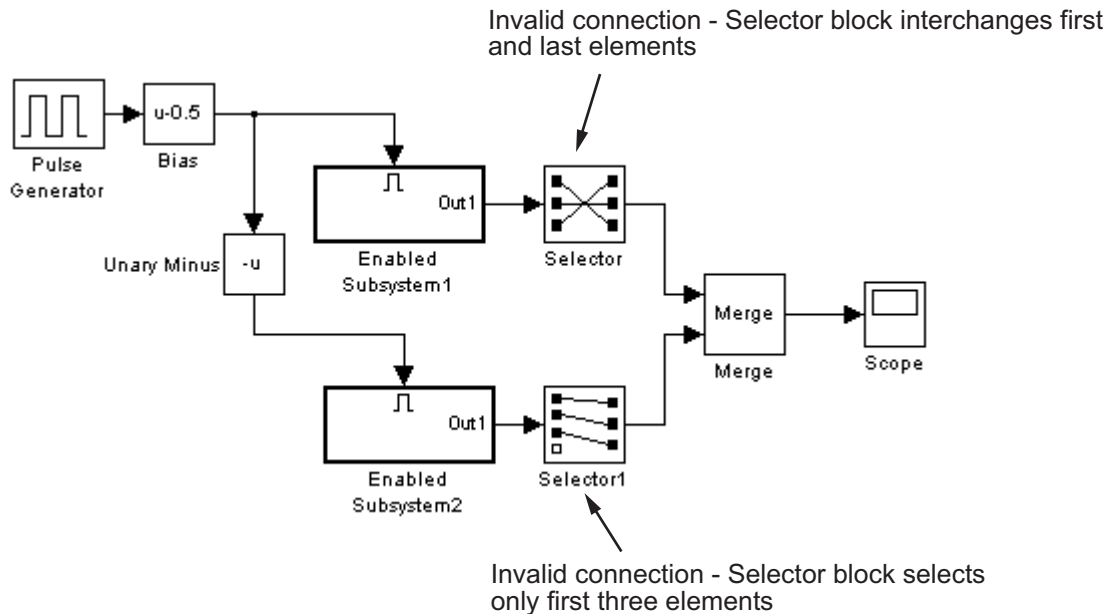 Invalid connection - Selector block interchanges first
and last elements
u-0.5
Pulse
Generator
Bias
Out1
Enabled
Subsystem1
Selector
Unary Minus
-u
Merge
Merge
Scope
Out1
Enabled
Subsystem2
Selector1
Invalid connection - Selector block selects
only first three elements